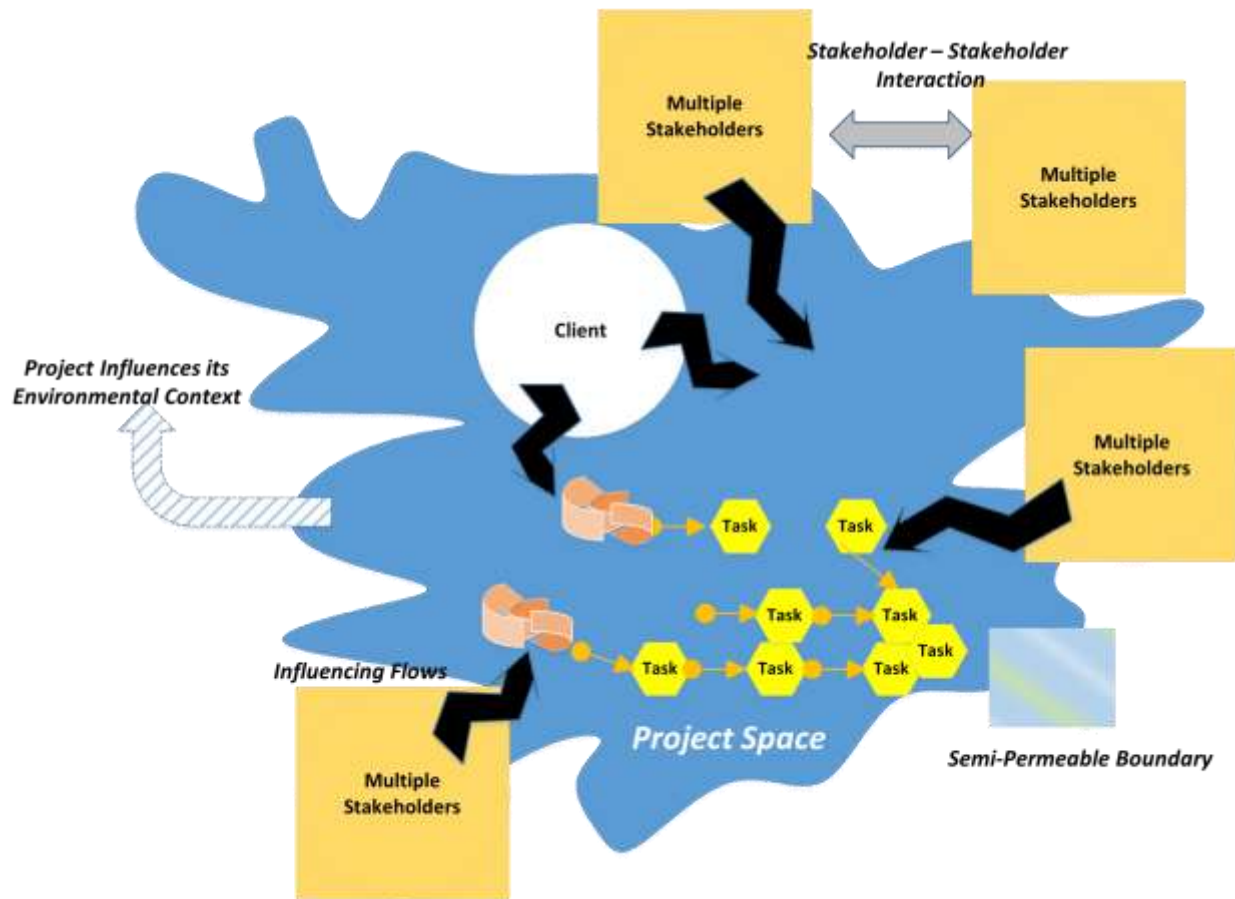 Stakeholder – Stakeholder
Interaction
Multiple
Stakeholders
Multiple
Stakeholders
Client
Project Influences its
Environmental Context
Multiple
Stakeholders
Task
Task
Task
Task
Task
Task
Task
Task
Influencing Flows
Project Space
Semi-Permeable Boundary
Multiple
Stakeholders